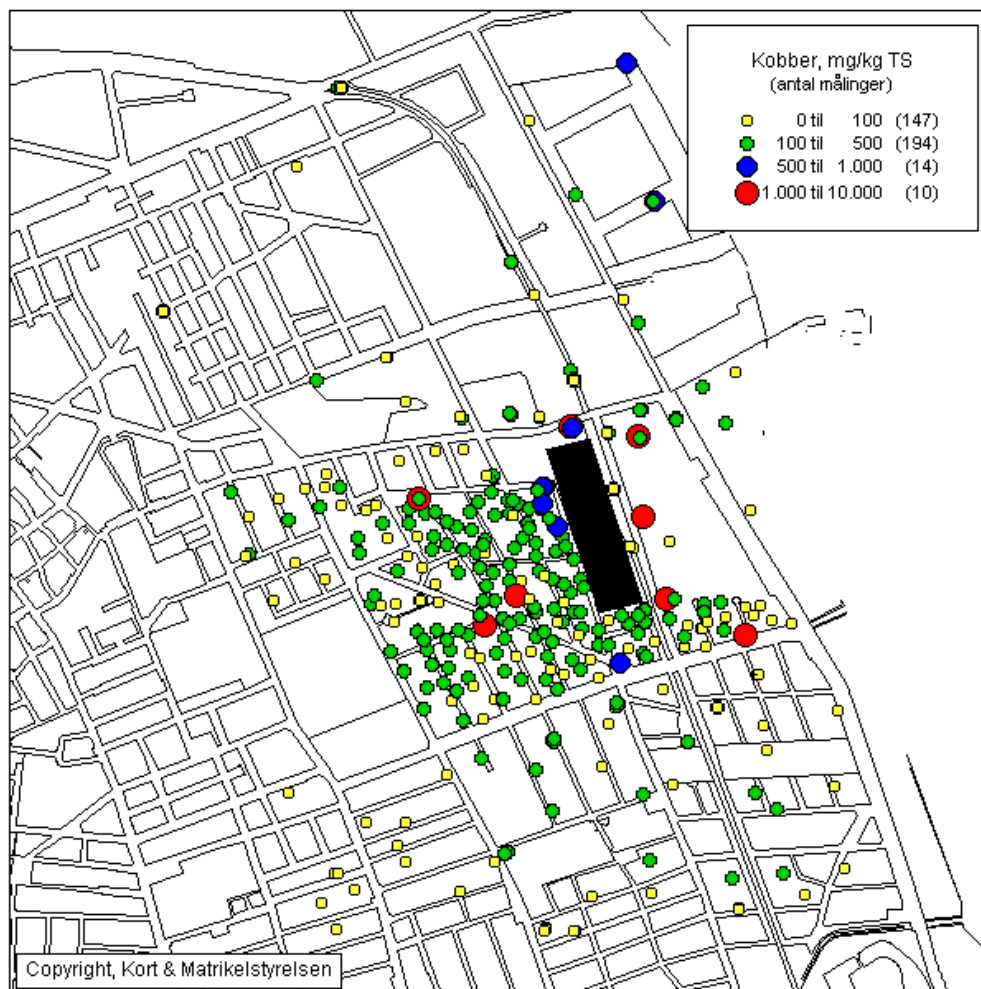 Kobber, mg/kg TS
(antal målinger)
0 til 100 (147)
100 til 500 (194)
500 til 1.000 (14)
1.000 til 10.000 (10)
Copyright, Kort & Matrikelstyrelsen